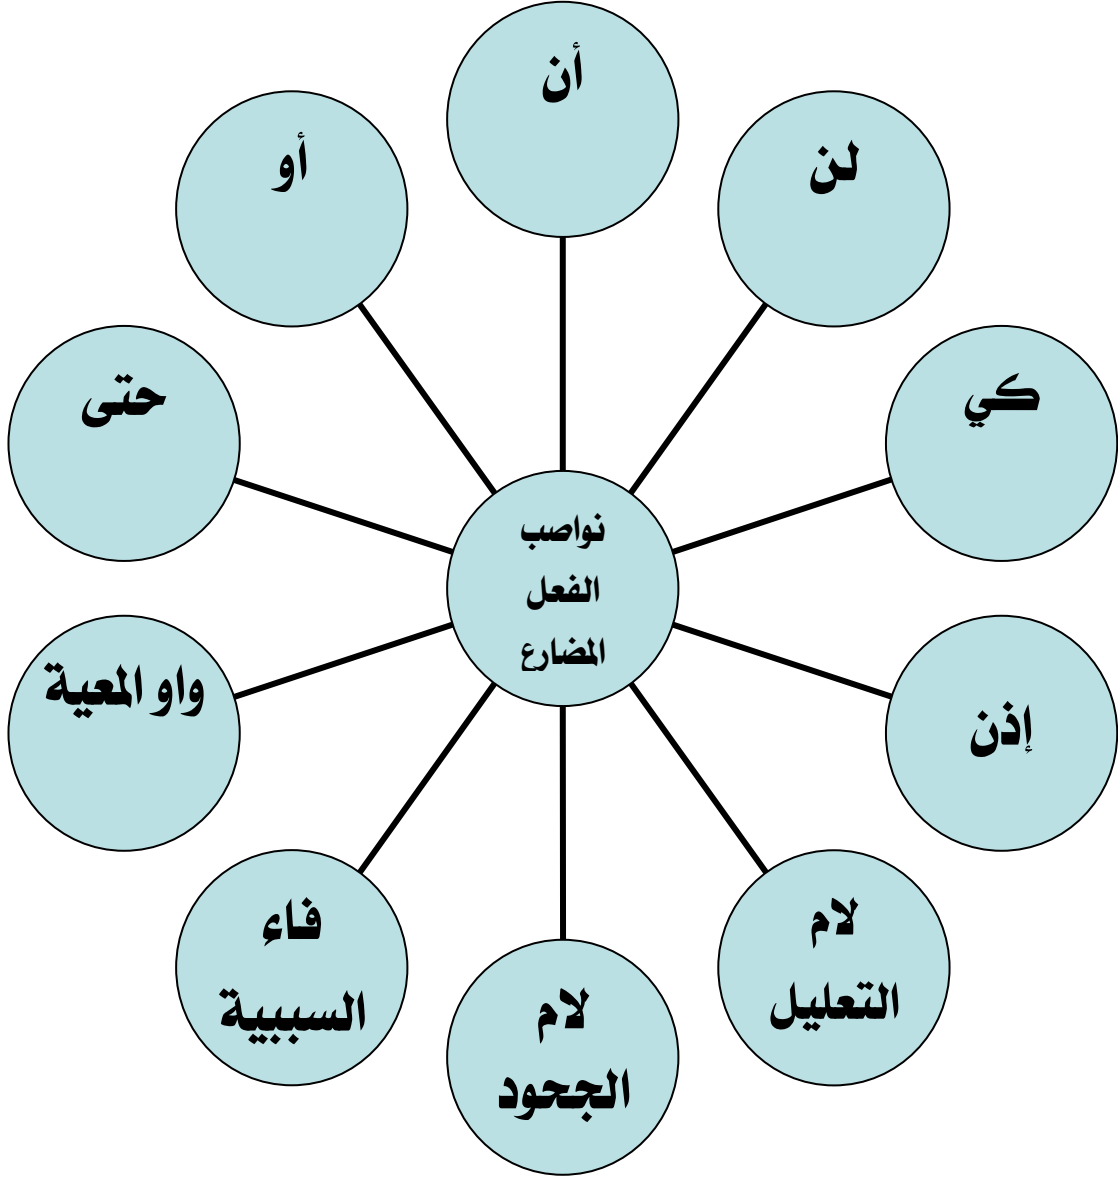 أن
لن
كي
إذن
لام
التعليل
لام
الجحود
فاء
السببية
واو المعية
حتى
أو
نواصب
الفعل
المضارع